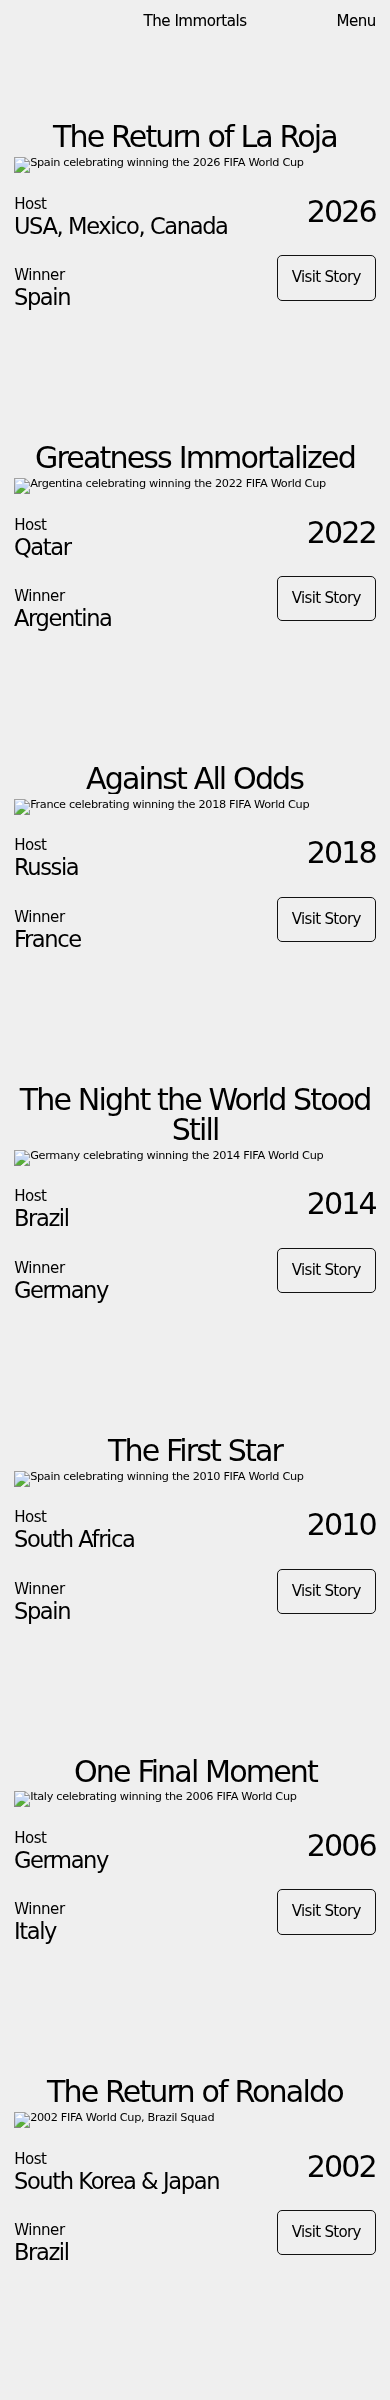 The Immortals
Menu
The Return of La Roja
Spain celebrating winning the 2026 FIFA World Cup
Host
USA, Mexico, Canada
2026
Winner
Spain
Visit Story
Greatness Immortalized
Argentina celebrating winning the 2022 FIFA World Cup
Host
Qatar
2022
Winner
Argentina
Visit Story
Against All Odds
France celebrating winning the 2018 FIFA World Cup
Host
Russia
2018
Winner
France
Visit Story
The Night the World Stood
Still
Germany celebrating winning the 2014 FIFA World Cup
Host
Brazil
2014
Winner
Germany
Visit Story
The First Star
Spain celebrating winning the 2010 FIFA World Cup
Host
South Africa
2010
Winner
Spain
Visit Story
One Final Moment
Italy celebrating winning the 2006 FIFA World Cup
Host
Germany
2006
Winner
Italy
Visit Story
The Return of Ronaldo
2002 FIFA World Cup, Brazil Squad
Host
South Korea & Japan
2002
Winner
Brazil
Visit Story